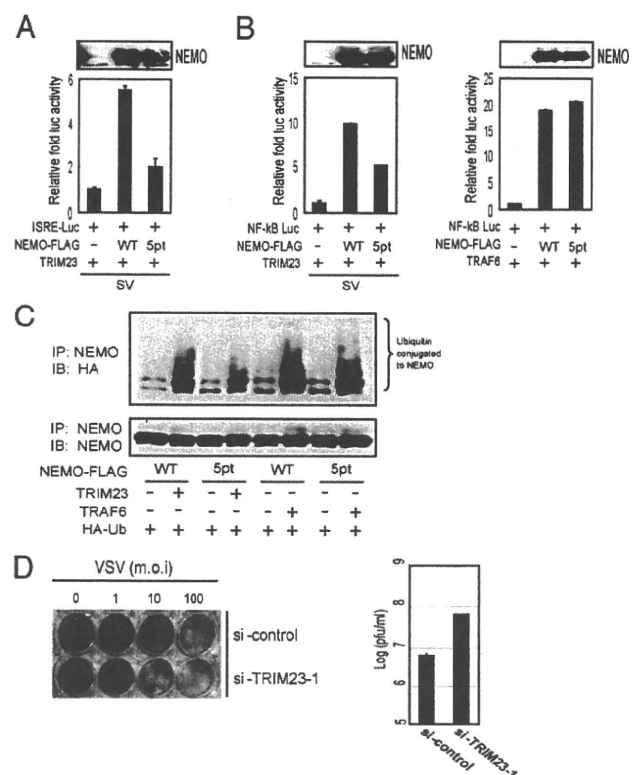 A
NEMO
Relative fold luc activity
6
4
2
0
ISRE-Luc + + +
NEMO-FLAG - WT 5pt
TRIM23 + + +
SV
B
NEMO
Relative fold luc activity
15
10
5
0
NF-kB Luc + + +
NEMO-FLAG - WT 5pt
TRIM23 + + +
SV
NEMO
Relative fold luc activity
25
20
15
10
5
0
NF-kB Luc + + +
NEMO-FLAG - WT 5pt
TRAF6 + + +
C
IP: NEMO
IB: HA
Ubiquitin
conjugated
to NEMO
IP: NEMO
IB: NEMO
NEMO-FLAG WT 5pt WT 5pt
TRIM23 - + - + - - - -
TRAF6 - - - - - + - +
HA-Ub + + + + + + + +
D
VSV (m.o.i)
0 1 10 100
si-control
si-TRIM23-1
Log (pfu/ml)
9
8
7
6
5
si-control
si-TRIM23-1